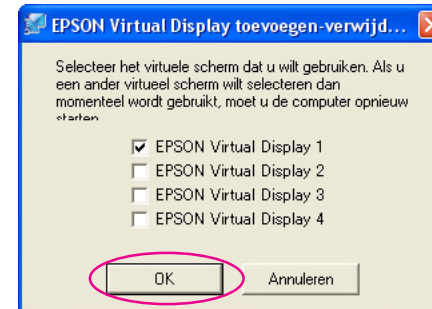 EPSON Virtual Display toevoegen-verwijd...
Selecteer het virtuele scherm dat u wilt gebruiken. Als u
een ander virtueel scherm wilt selecteren dan
momenteel wordt gebruikt, moet u de computer opnieuw
starten.
EPSON Virtual Display 1
EPSON Virtual Display 2
EPSON Virtual Display 3
EPSON Virtual Display 4
OK
Annuleren